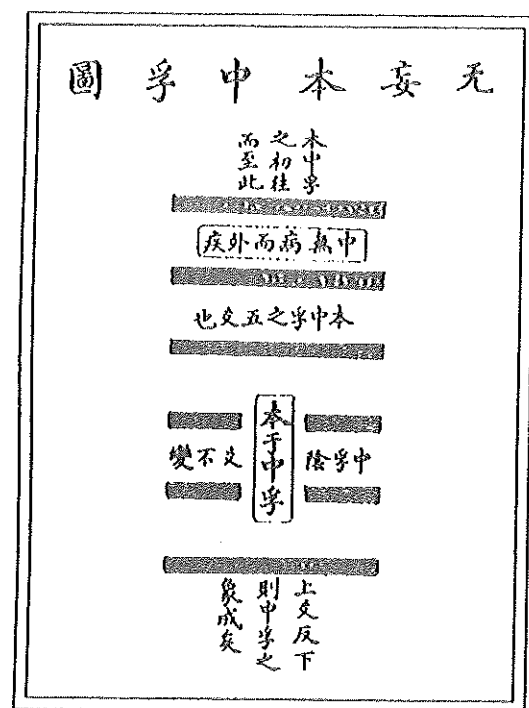 无妄本中孚圖
本中孚
之初往
而至此
中無病而外疾
本中孚之五爻也
本于中孚
中孚陰
爻不變
上爻反下
則中孚之
象成矣